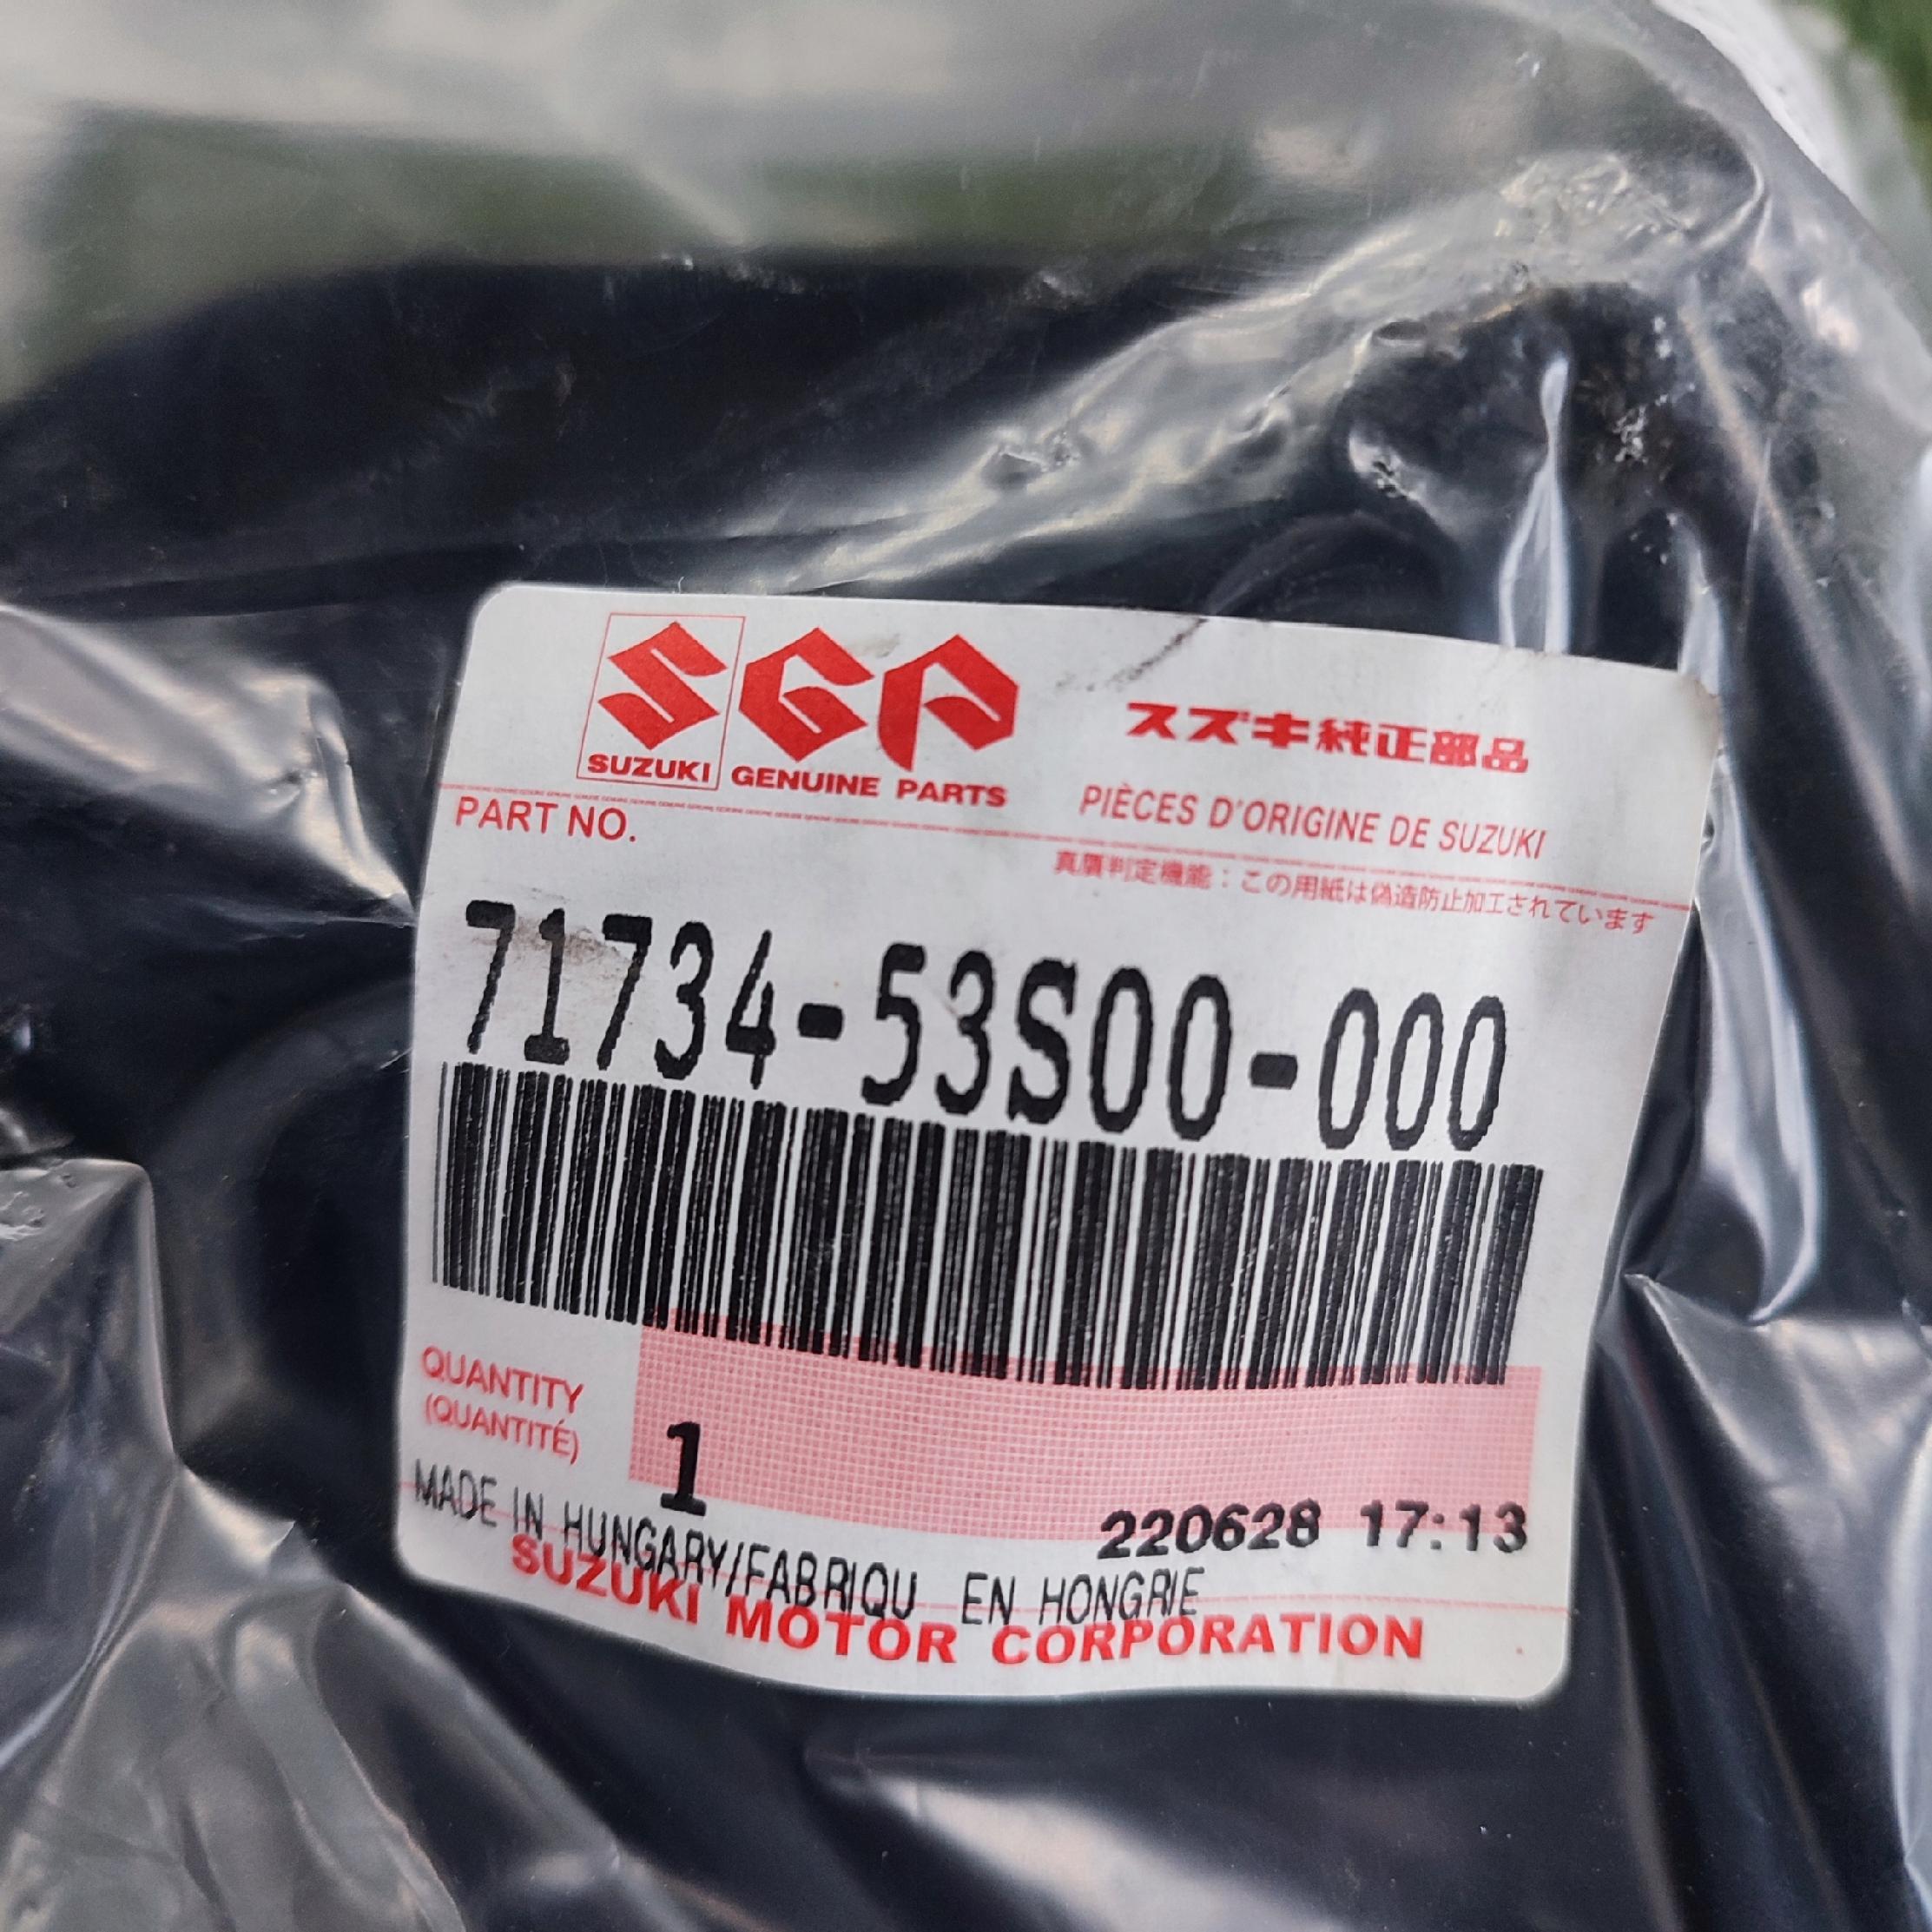 SUZUKI GENUINE PARTS
スズキ純正部品
PIÈCES D'ORIGINE DE SUZUKI
PART NO.
真贋判定機能:この用紙は偽造防止加工されています
71734-53S00-000
QUANTITY
(QUANTITÉ)
1
220628 17:13
MADE IN HUNGARY/FABRIQU EN HONGRIE
SUZUKI MOTOR CORPORATION